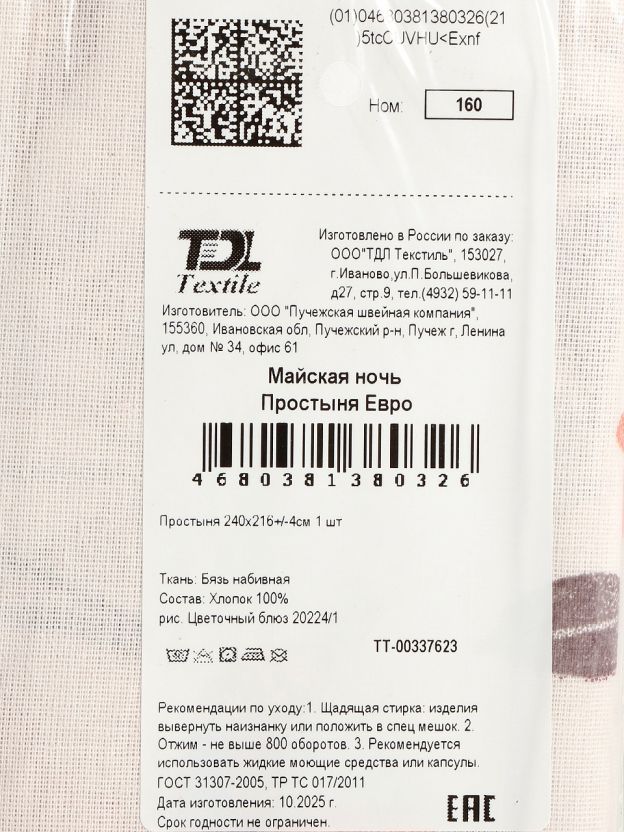 (01)04680381380326(21
)5tcC UVHU<Exnf
Ном: 160
TDL
Textile
Изготовлено в России по заказу:
ООО"ТДЛ Текстиль", 153027,
г.Иваново,ул.П.Большевикова,
д27, стр.9, тел.(4932) 59-11-11
Изготовитель: ООО "Пучежская швейная компания",
155360, Ивановская обл, Пучежский р-н, Пучеж г, Ленина
ул, дом № 34, офис 61
Майская ночь
Простыня Евро
4680381380326
Простыня 240х216+/-4см 1 шт
Ткань: Бязь набивная
Состав: Хлопок 100%
рис. Цветочный блюз 20224/1
ТТ-00337623
Рекомендации по уходу:1. Щадящая стирка: изделия
вывернуть наизнанку или положить в спец мешок. 2.
Отжим - не выше 800 оборотов. 3. Рекомендуется
использовать жидкие моющие средства или капсулы.
ГОСТ 31307-2005, ТР ТС 017/2011
Дата изготовления: 10.2025 г.
Срок годности не ограничен.
EAC